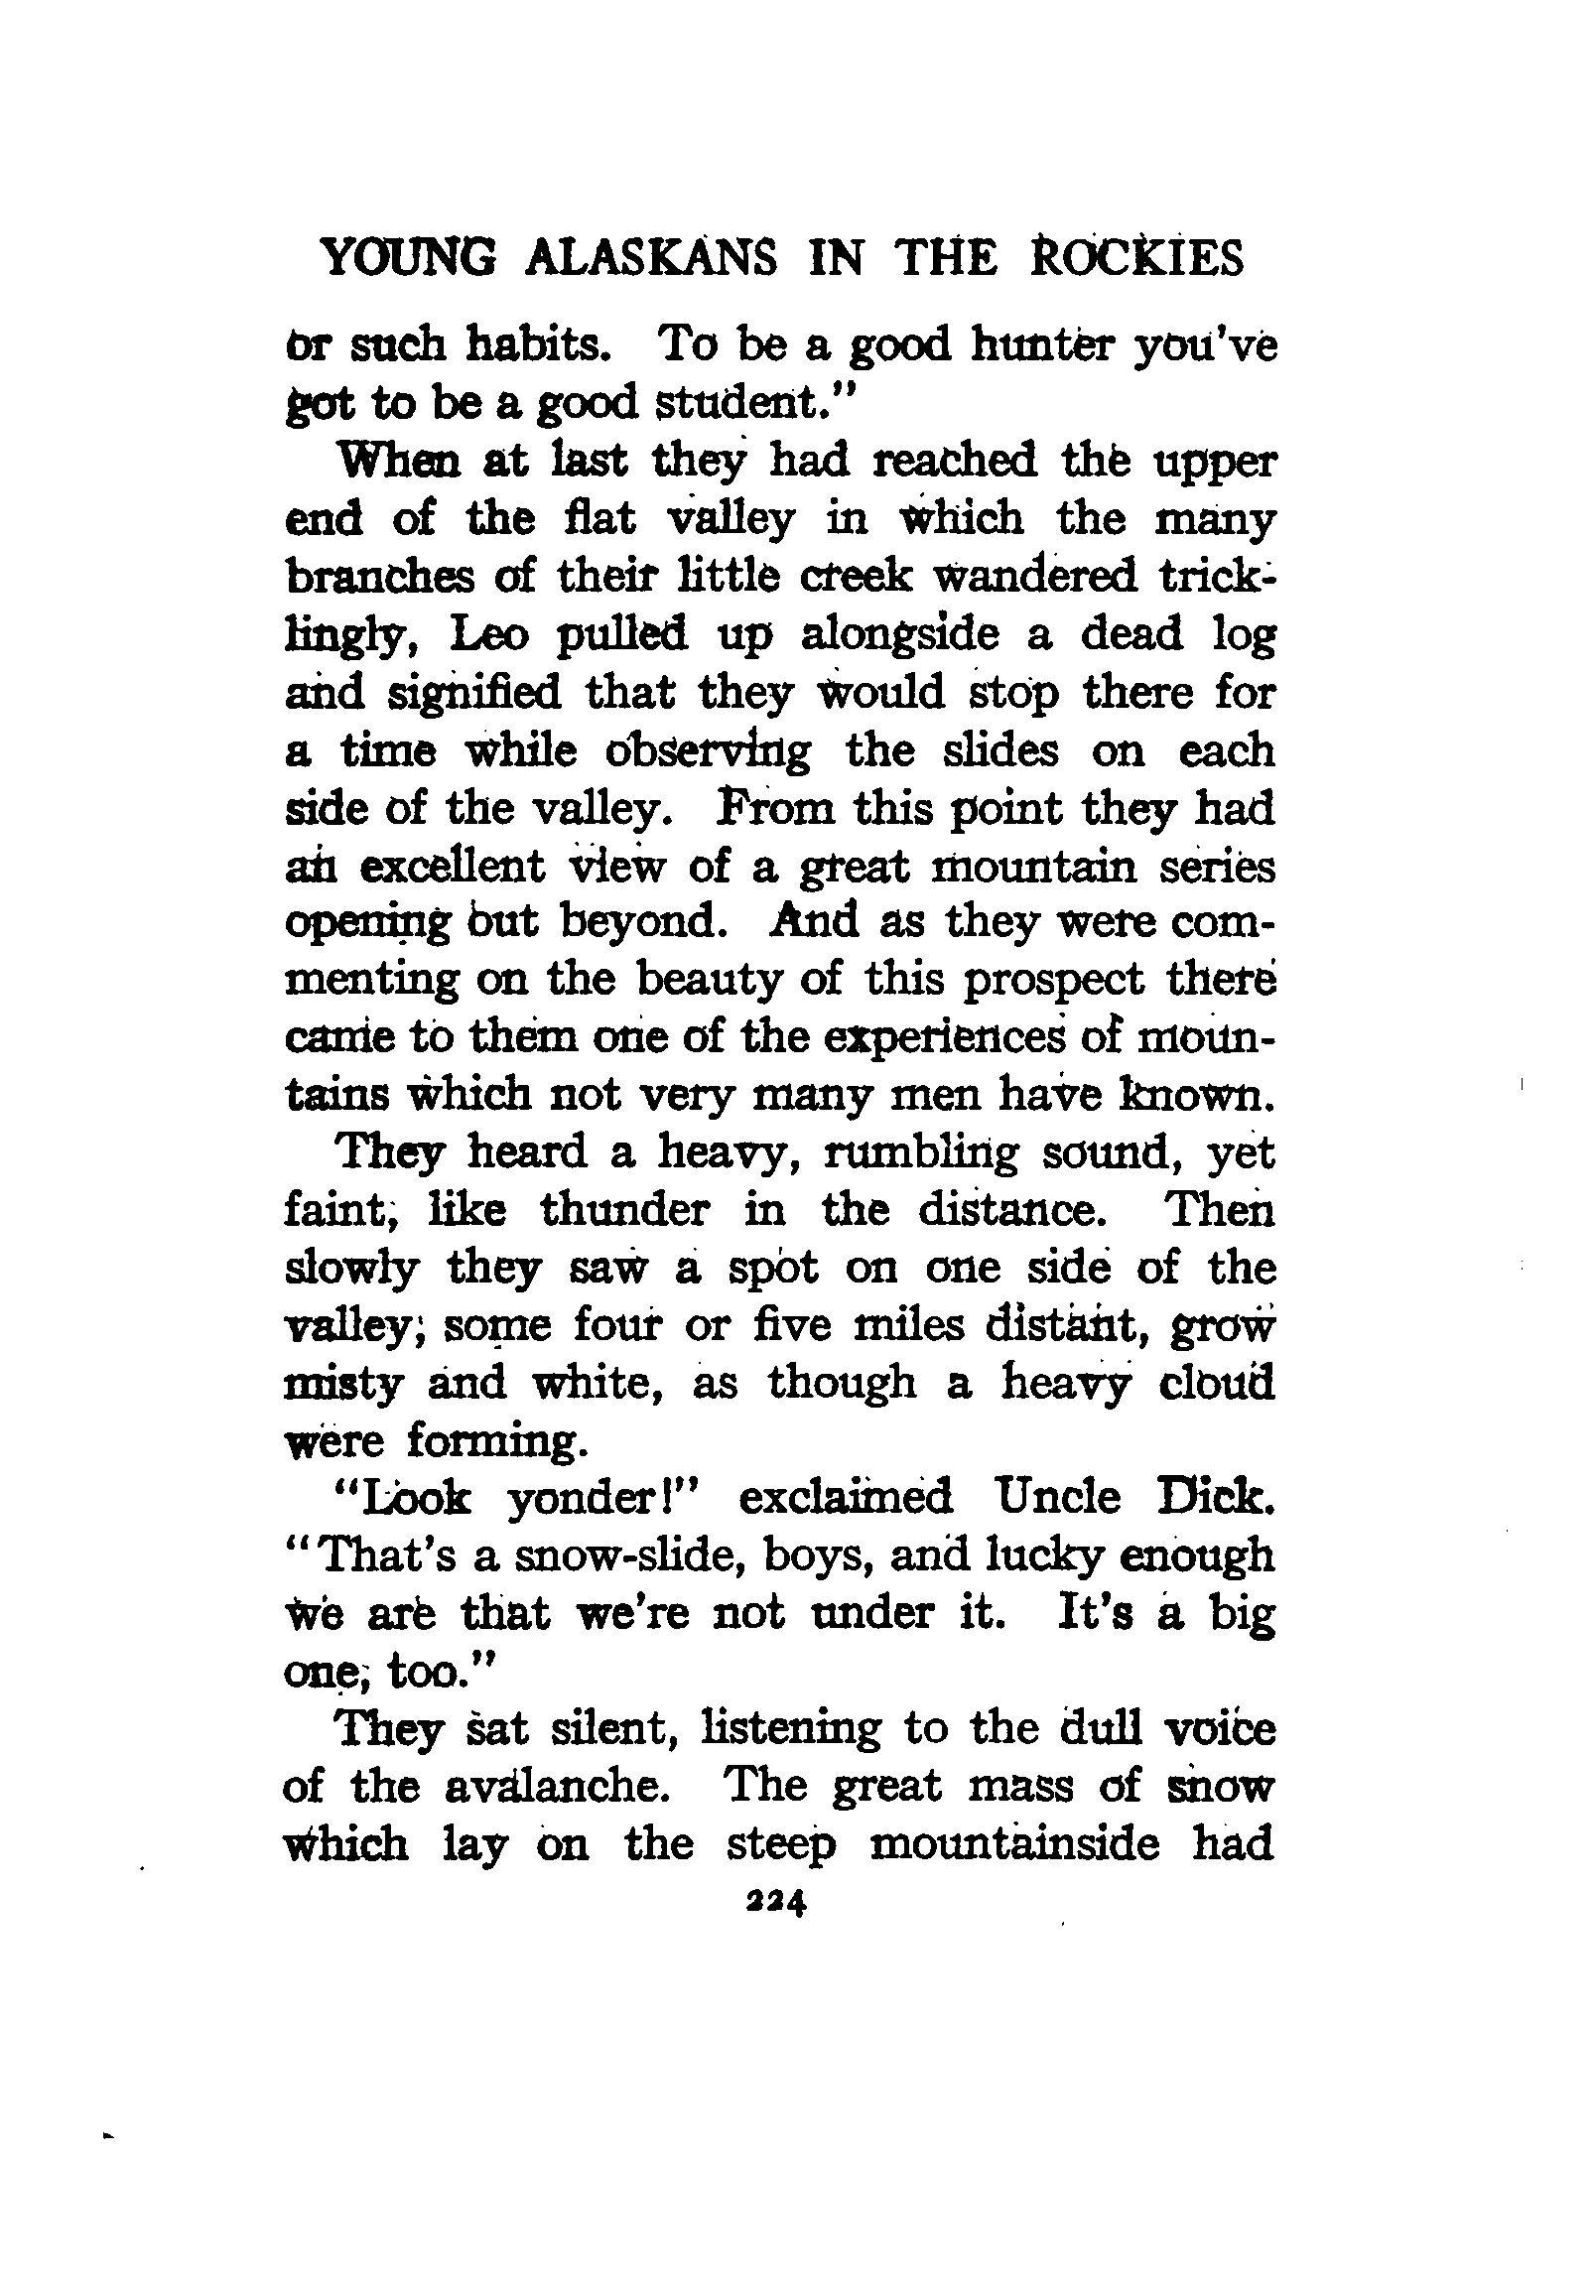 YOUNG ALASKANS IN THE ROCKIES
or such habits. To be a good hunter you've
got to be a good student."
When at last they had reached the upper
end of the flat valley in which the many
branches of their little creek wandered trick-
lingly, Leo pulled up alongside a dead log
and signified that they would stop there for
a time while observing the slides on each
side of the valley. From this point they had
an excellent view of a great mountain series
opening but beyond. And as they were com-
menting on the beauty of this prospect there
came to them one of the experiences of moun-
tains which not very many men have known.
They heard a heavy, rumbling sound, yet
faint, like thunder in the distance. Then
slowly they saw a spot on one side of the
valley, some four or five miles distant, grow
misty and white, as though a heavy cloud
were forming.
"Look yonder!" exclaimed Uncle Dick.
"That's a snow-slide, boys, and lucky enough
we are that we're not under it. It's a big
one, too."
They sat silent, listening to the dull voice
of the avalanche. The great mass of snow
which lay on the steep mountainside had
224